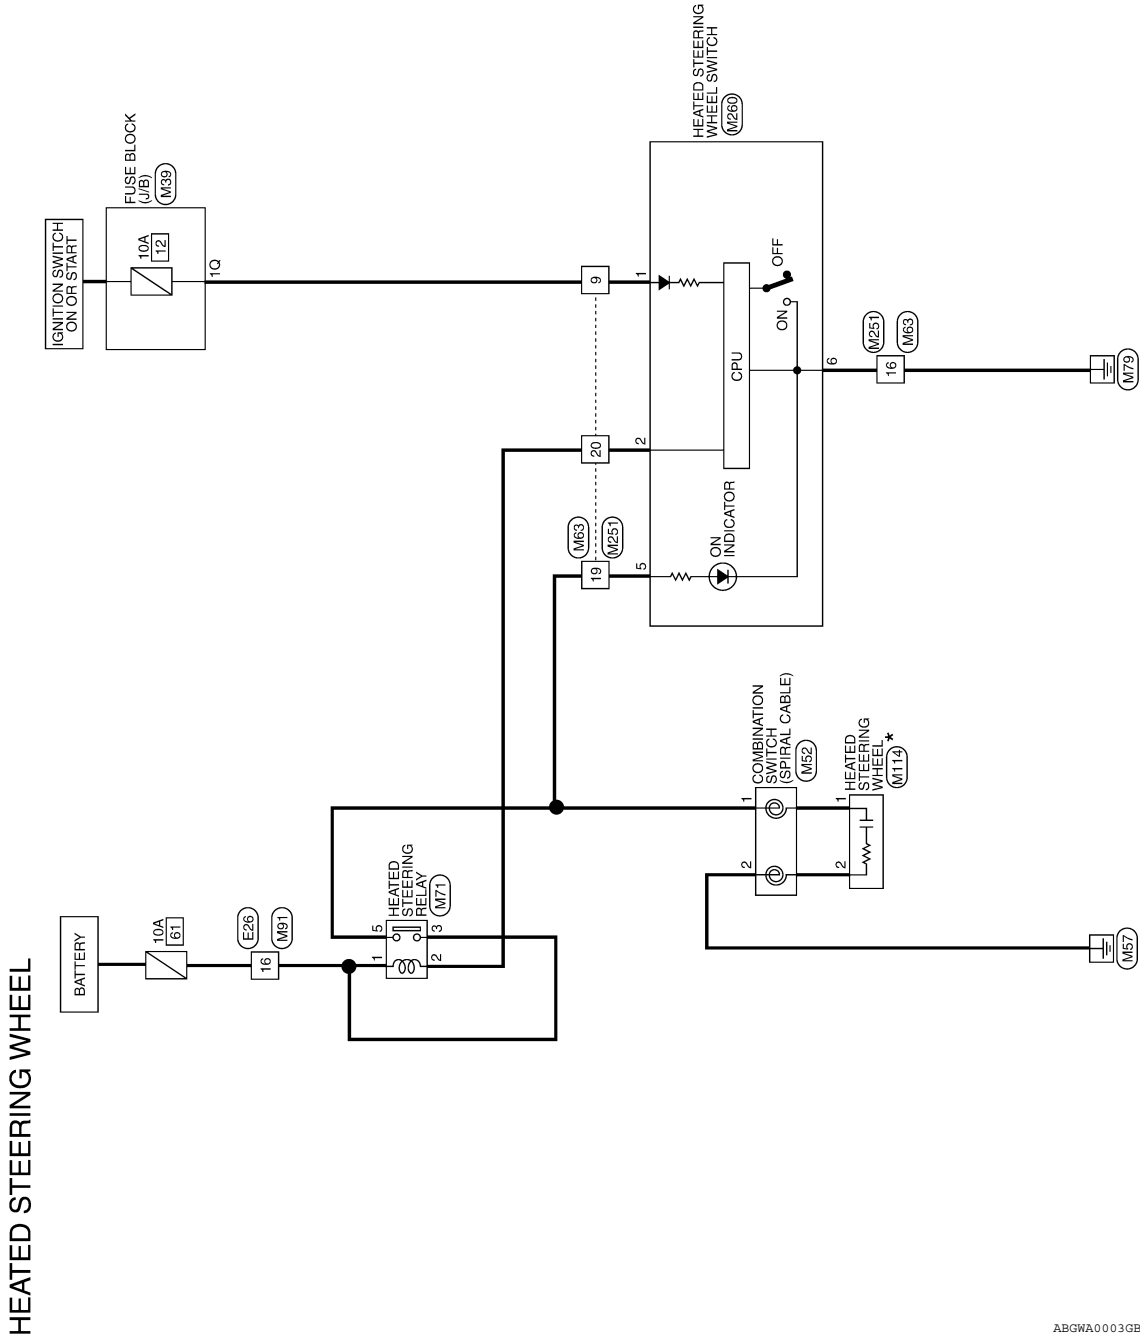 HEATED STEERING WHEEL
BATTERY
10A
61
E26
M91
16
1
5
HEATED
STEERING
RELAY
M71
2
3
IGNITION SWITCH
ON OR START
FUSE BLOCK
(J/B)
M39
10A
12
1Q
M63
M251
19
20
9
5
2
1
HEATED STEERING
WHEEL SWITCH
M260
ON
INDICATOR
CPU
ON
OFF
6
16
M251
M63
M79
COMBINATION
SWITCH
(SPIRAL CABLE)
M52
2
1
2
1
HEATED
STEERING
WHEEL *
M114
M57
ABGWA0003GB